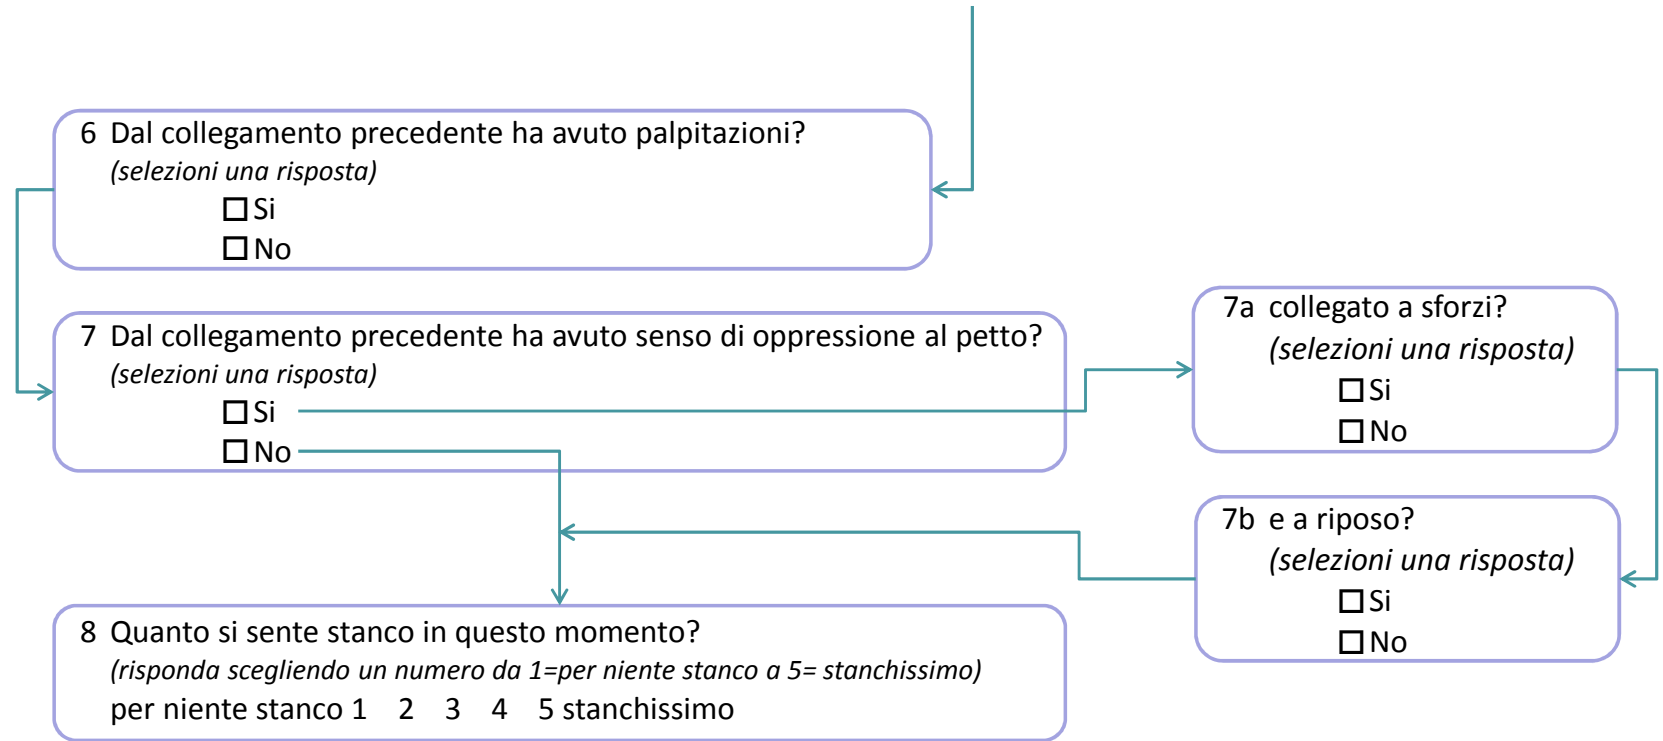 6 Dal collegamento precedente ha avuto palpitazioni?
(selezioni una risposta)
Si
No
7 Dal collegamento precedente ha avuto senso di oppressione al petto?
(selezioni una risposta)
Si
No
7a collegato a sforzi?
(selezioni una risposta)
Si
No
7b e a riposo?
(selezioni una risposta)
Si
No
8 Quanto si sente stanco in questo momento?
(risponda scegliendo un numero da 1=per niente stanco a 5= stanchissimo)
per niente stanco 1 2 3 4 5 stanchissimo